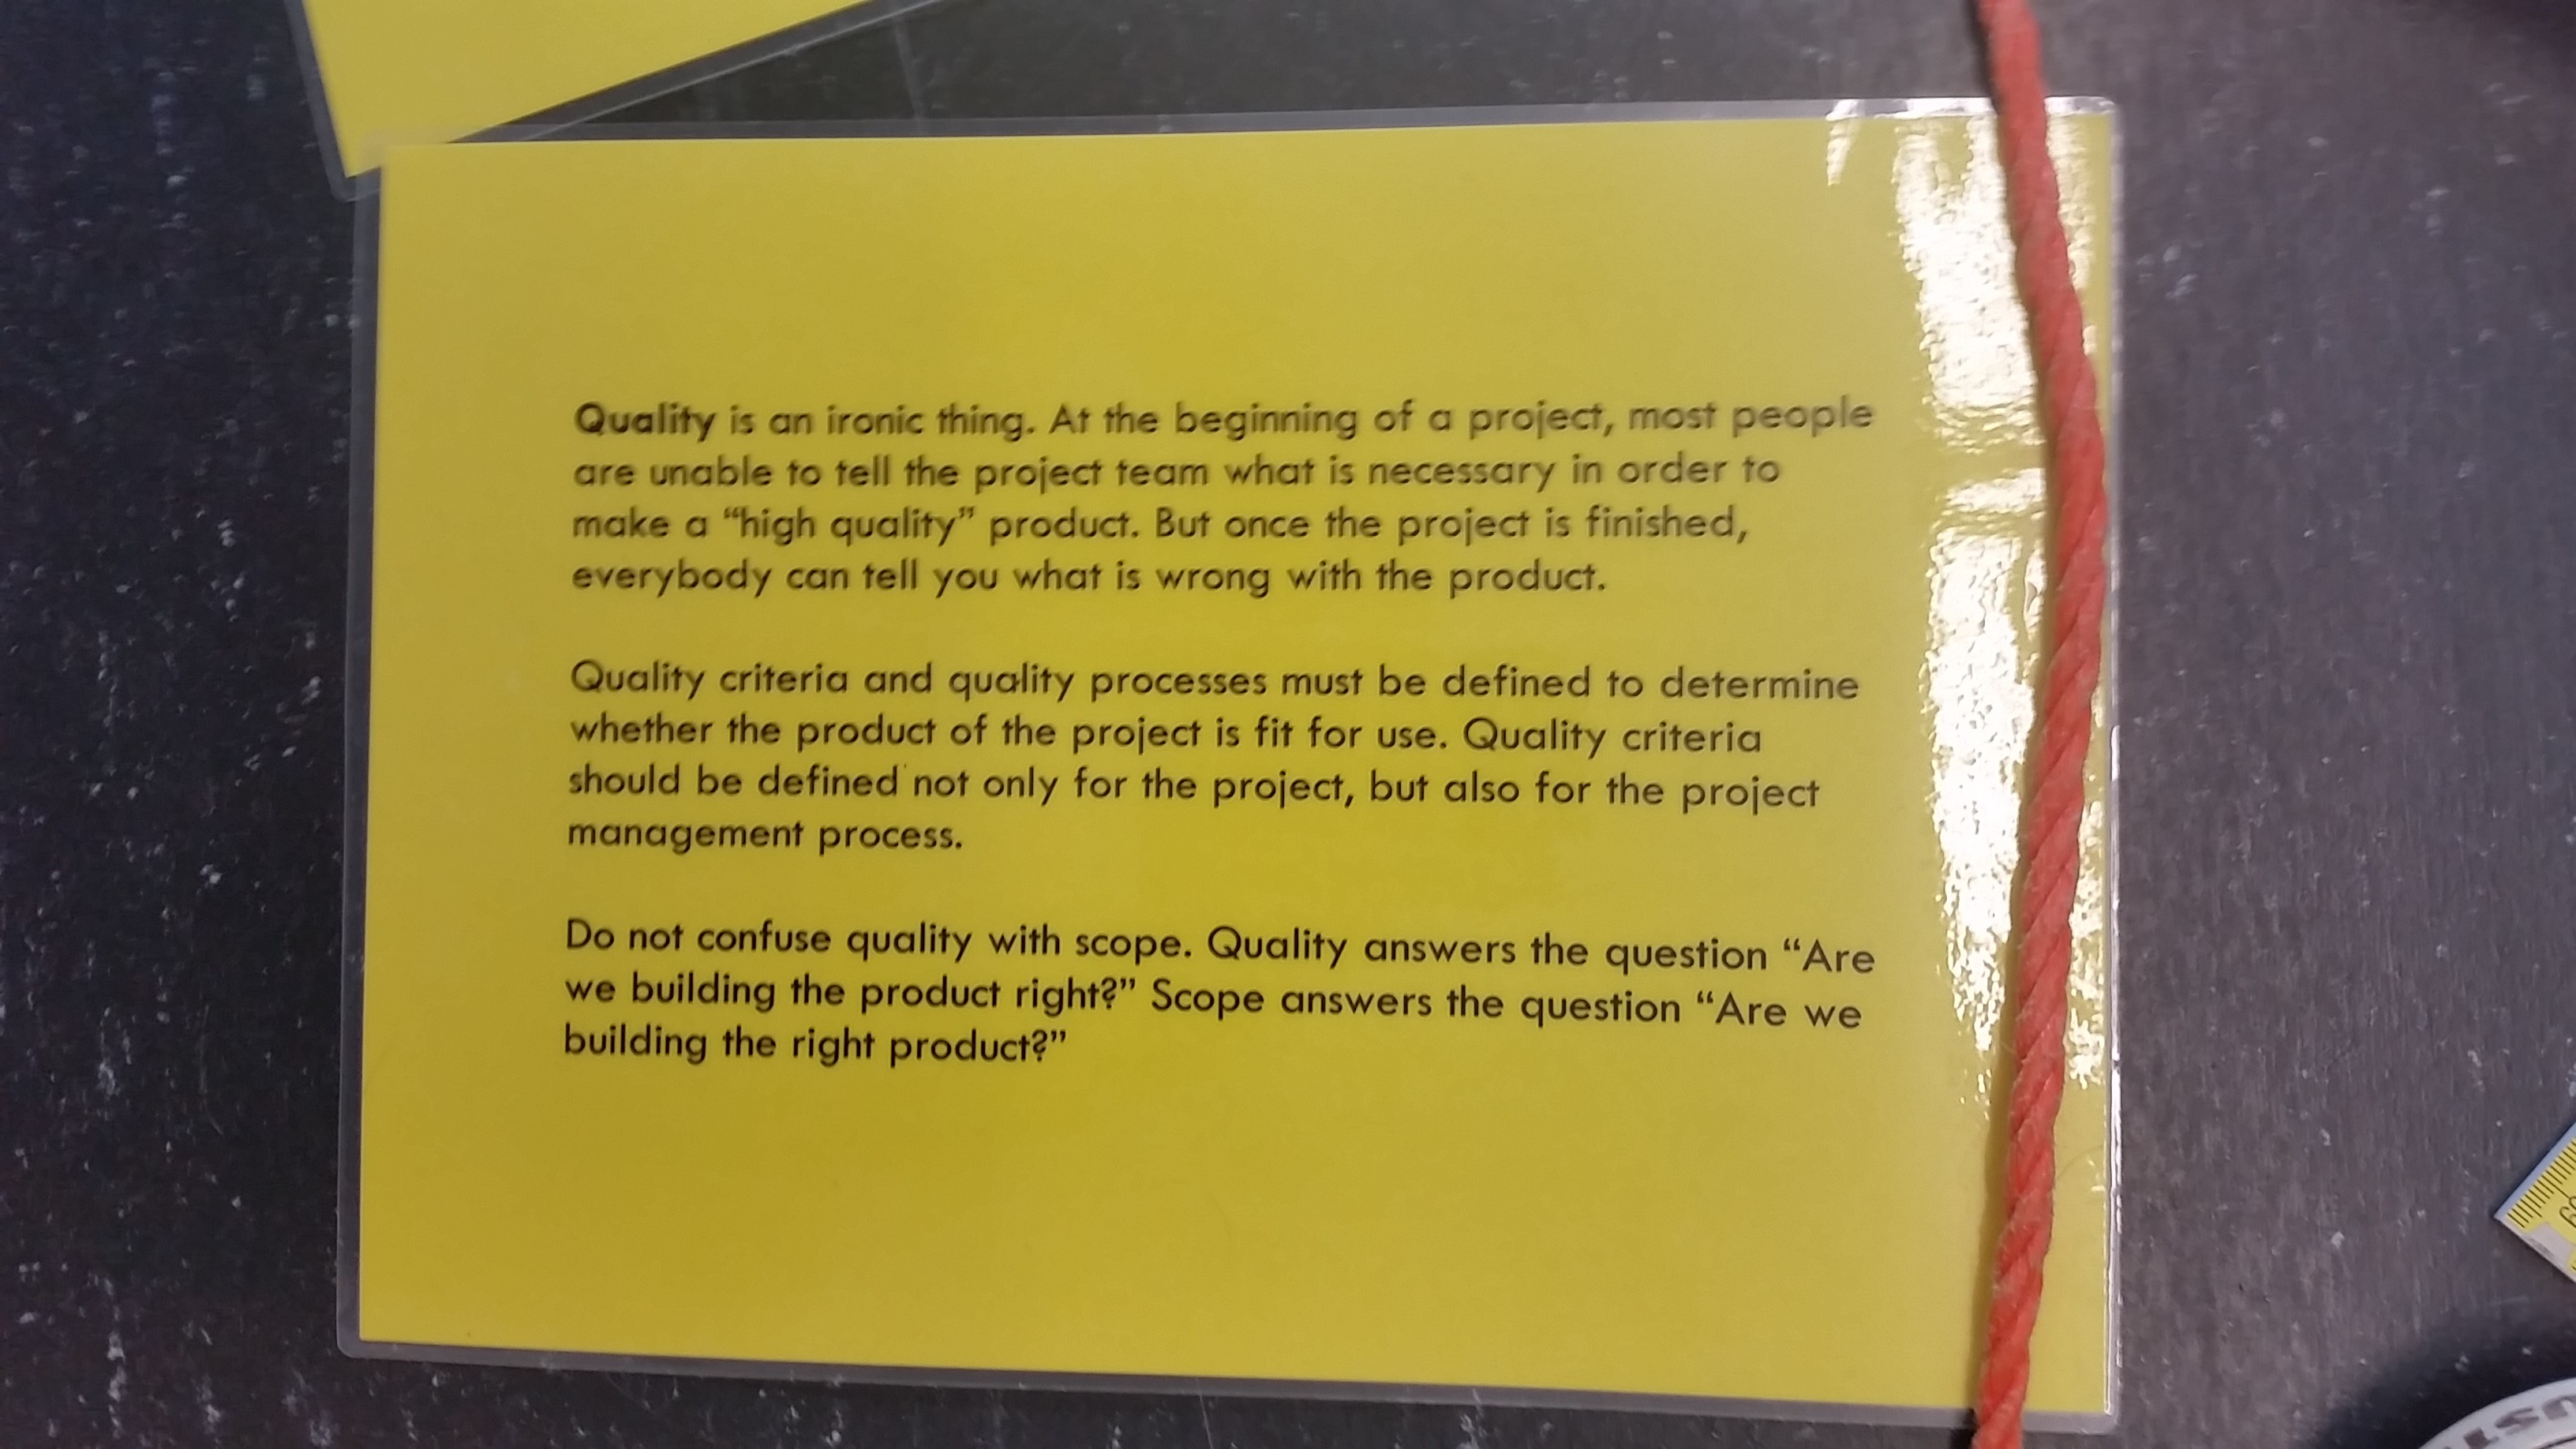 Quality is an ironic thing. At the beginning of a project, most people
are unable to tell the project team what is necessary in order to
make a “high quality” product. But once the project is finished,
everybody can tell you what is wrong with the product.
Quality criteria and quality processes must be defined to determine
whether the product of the project is fit for use. Quality criteria
should be defined not only for the project, but also for the project
management process.
Do not confuse quality with scope. Quality answers the question “Are
we building the product right?” Scope answers the question “Are we
building the right product?”